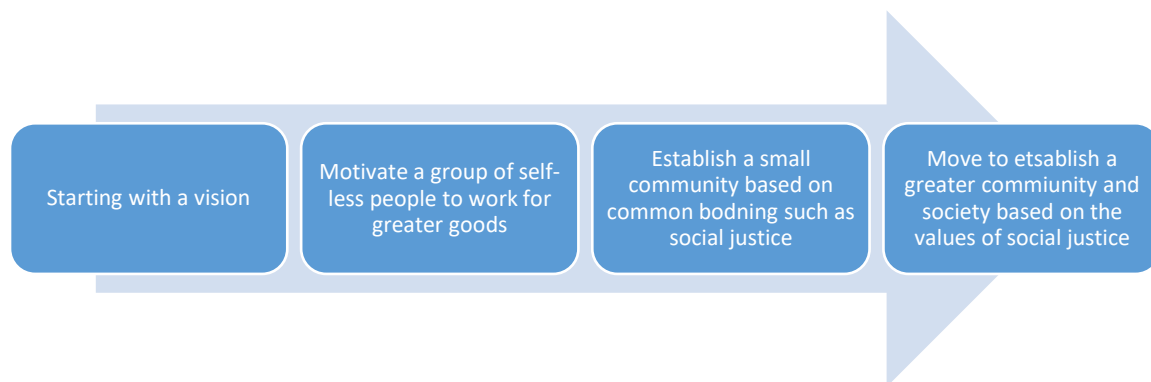 Starting with a vision
Motivate a group of self-
less people to work for
greater goods
Establish a small
community based on
common bodning such as
social justice
Move to etsablish a
greater commiunity and
society based on the
values of social justice